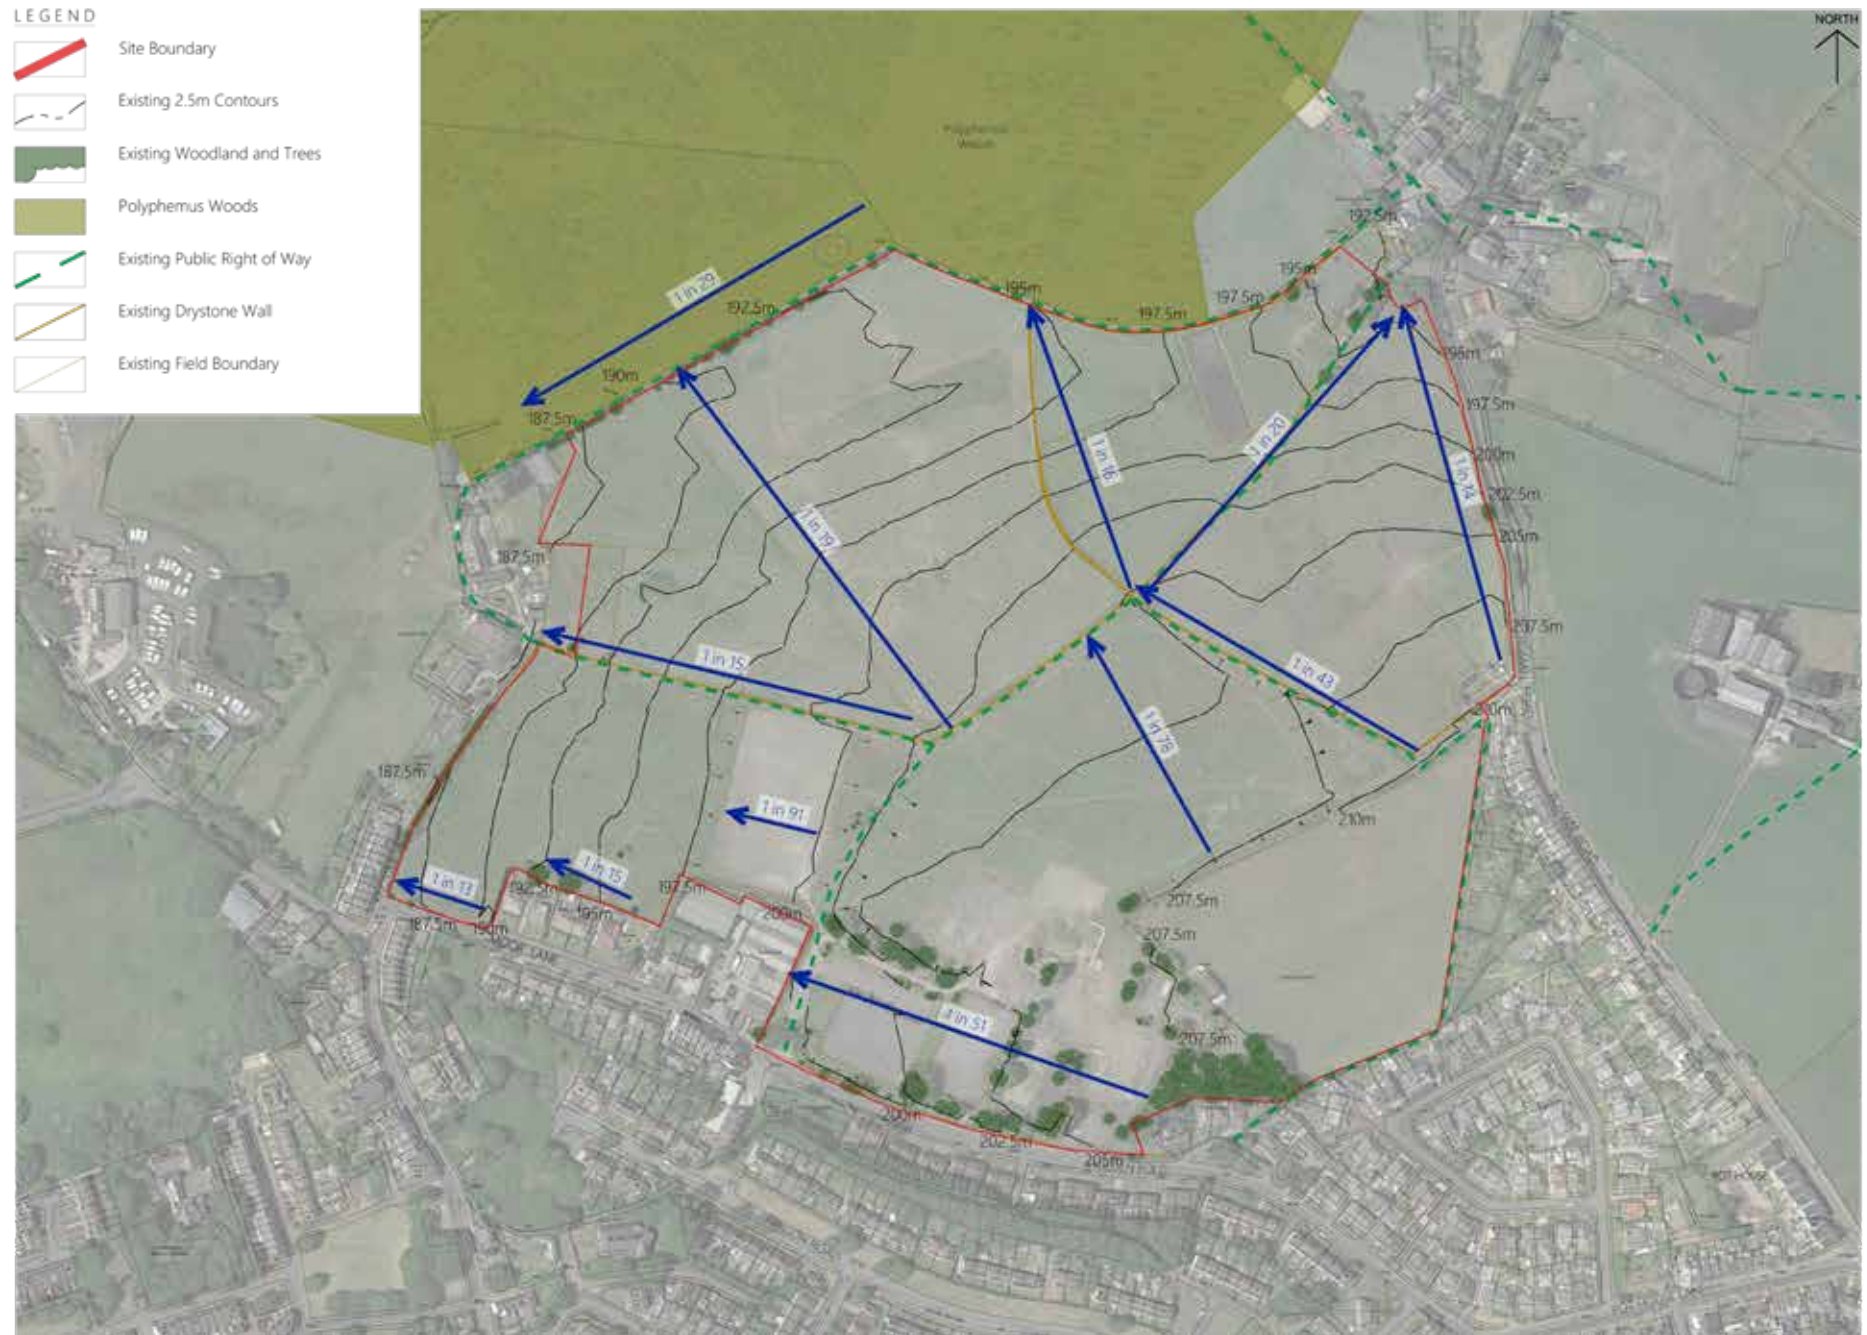 LEGEND
Site Boundary
Existing 2.5m Contours
Existing Woodland and Trees
Polyphemus Woods
Existing Public Right of Way
Existing Drystone Wall
Existing Field Boundary
NORTH
Polyphemus
Woods
192.5m
1 in 29
195m
195m
197.5m
197.5m
192.5m
190m
187.5m
195m
197.5m
200m
202.5m
205m
207.5m
210m
1 in 16
1 in 20
1 in 14
1 in 19
187.5m
1 in 15
1 in 43
1 in 78
187.5m
1 in 91
210m
1 in 13
1 in 15
192.5m
195m
197.5m
200m
207.5m
187.5m
190m
207.5m
1 in 51
207.5m
200m
202.5m
205m